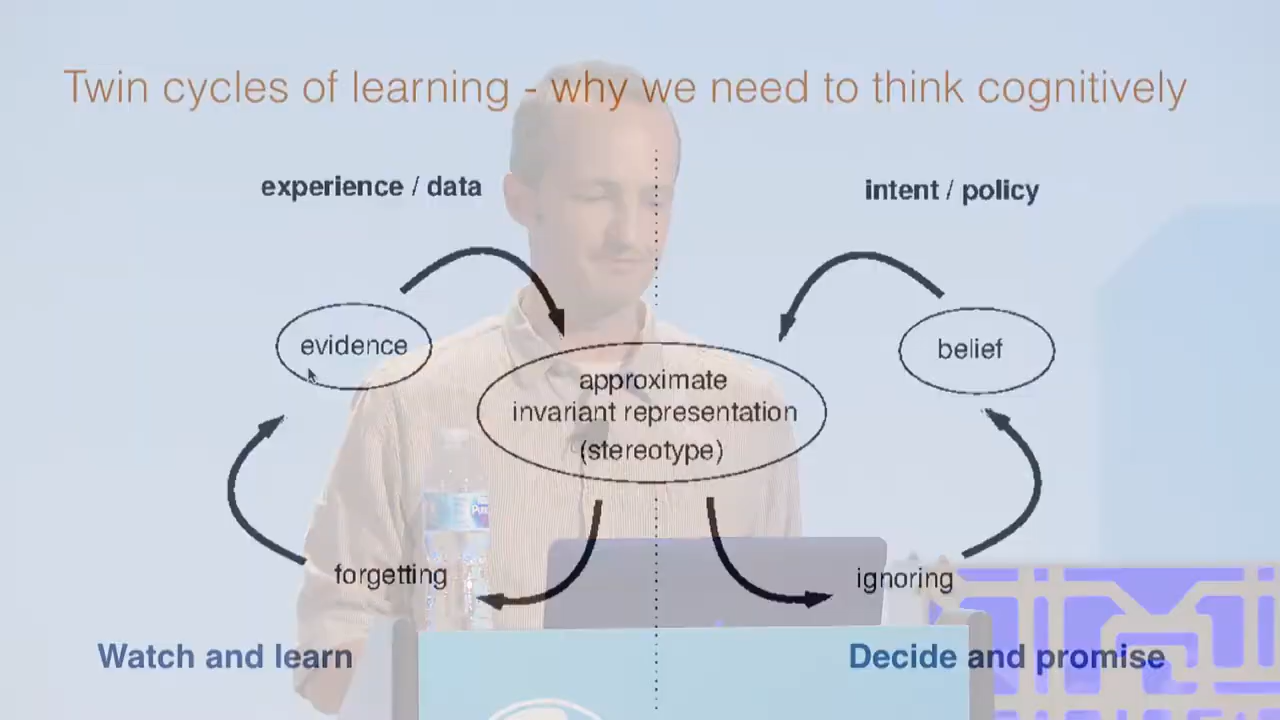 Twin cycles of learning - why we need to think cognitively
experience / data
intent / policy
evidence
belief
approximate
invariant representation
(stereotype)
forgetting
ignoring
Watch and learn
Decide and promise